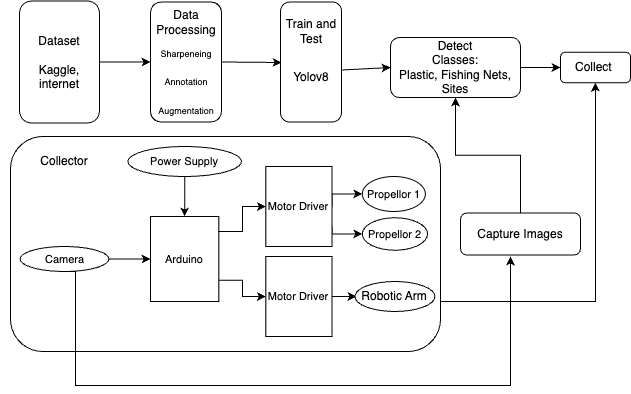 Dataset
Kaggle,
internet
Data
Processing
Sharpeneing
Annotation
Augmentation
Train and
Test
Yolov8
Detect
Classes:
Plastic, Fishing Nets,
Sites
Collect
Collector
Power Supply
Camera
Arduino
Motor Driver
Propellor 1
Propellor 2
Motor Driver
Robotic Arm
Capture Images